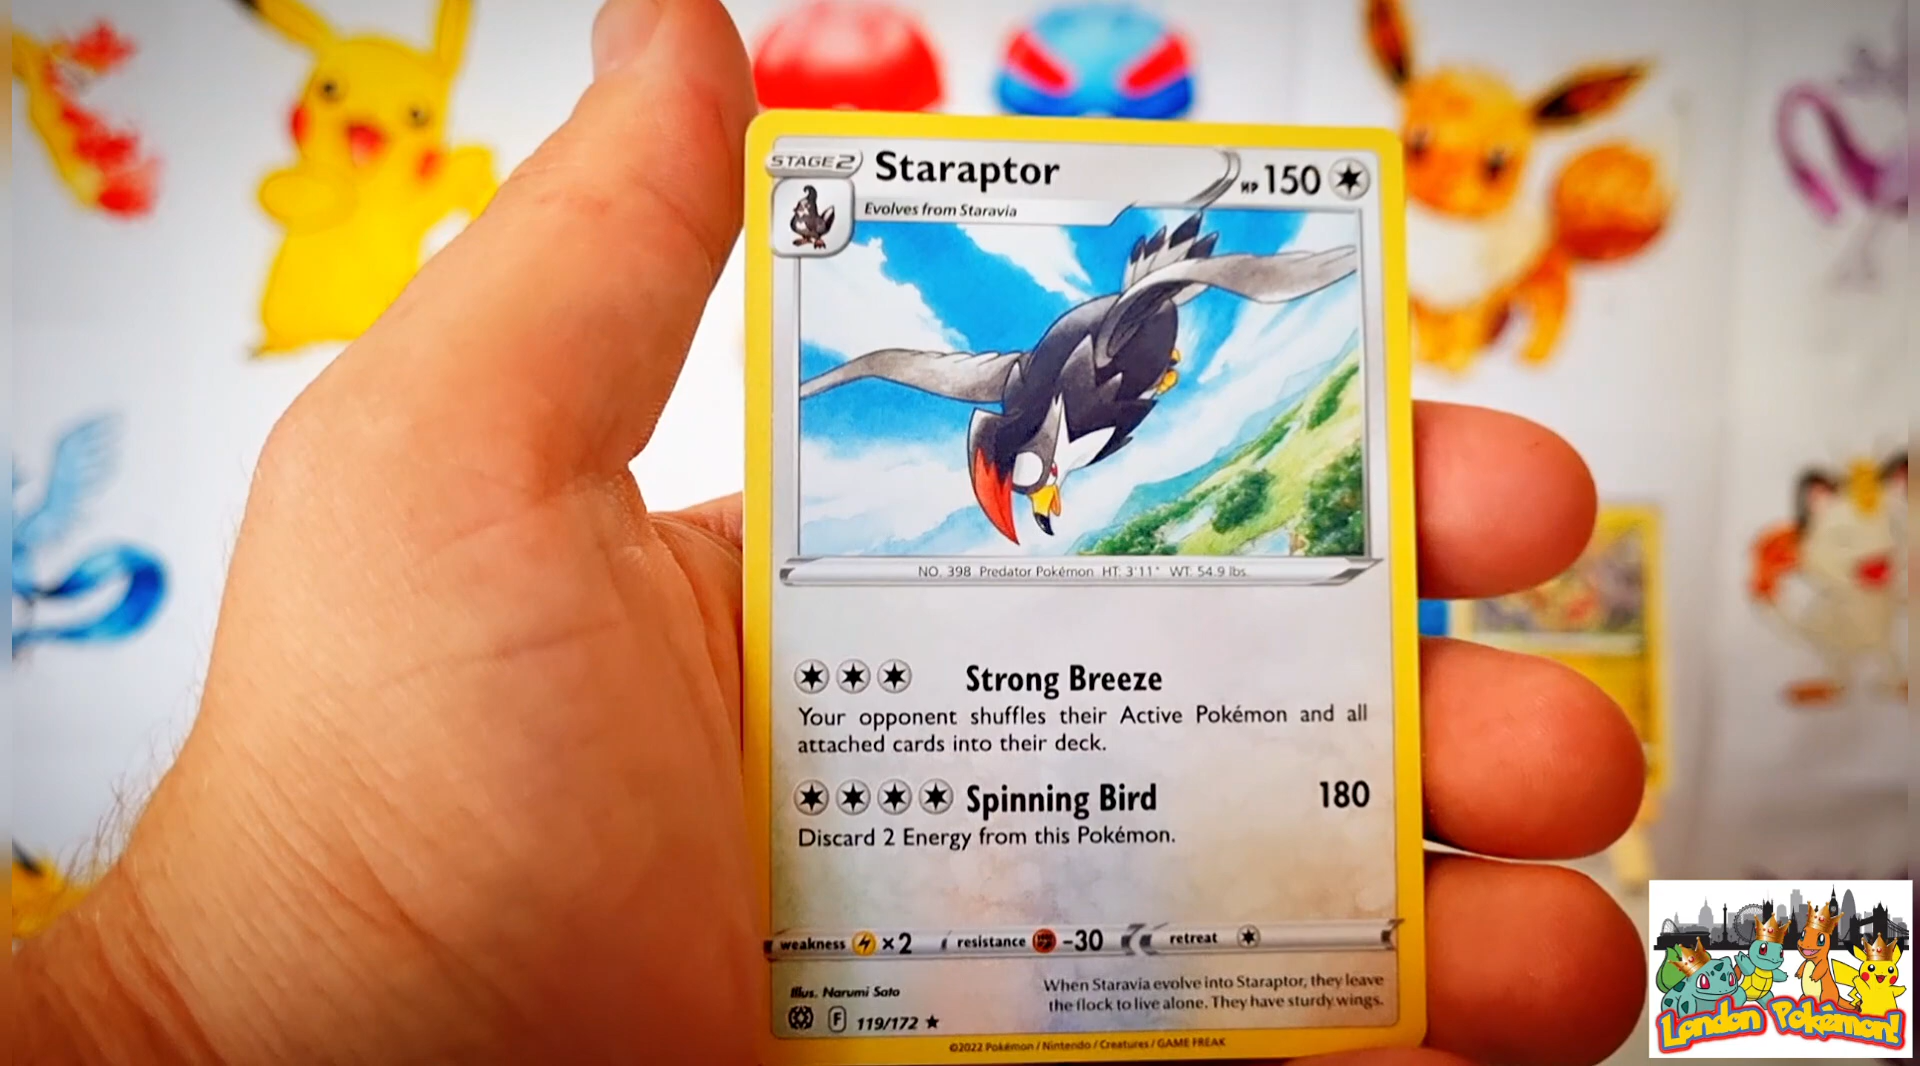 STAGE 2 Staraptor HP 150
Evolves from Staravia
NO. 398 Predator Pokémon HT: 3'11" WT: 54.9 lbs.
Strong Breeze
Your opponent shuffles their Active Pokémon and all
attached cards into their deck.
Spinning Bird 180
Discard 2 Energy from this Pokémon.
weakness ×2 resistance -30 retreat
When Staravia evolve into Staraptor, they leave
the flock to live alone. They have sturdy wings.
Illus. Narumi Sato
F 119/172 ★
©2022 Pokémon / Nintendo / Creatures / GAME FREAK
London Pokémon!